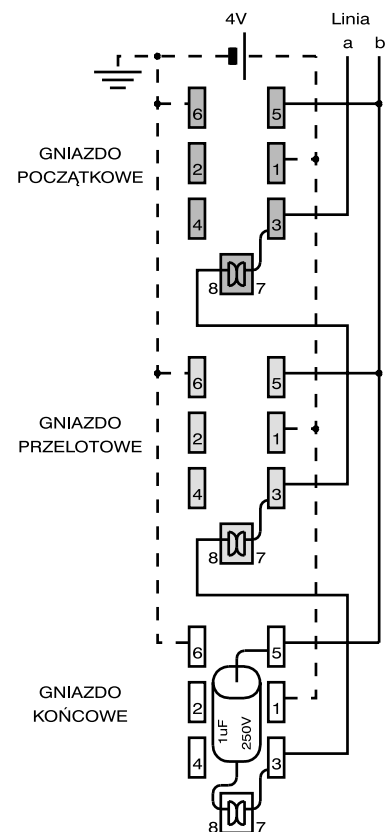 4V Linia
a b
6 5
GNIAZDO
POCZĄTKOWE
2 1
4 3
8 7
6 5
GNIAZDO
PRZELOTOWE
2 1
4 3
8 7
6 5
GNIAZDO
KOŃCOWE
2 1
1uF
250V
4 3
8 7